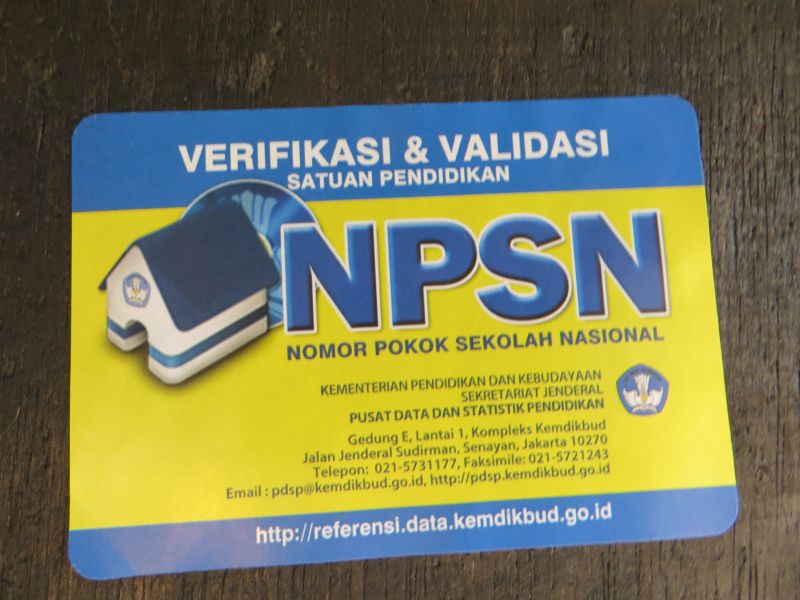 VERIFIKASI & VALIDASI
SATUAN PENDIDIKAN
NPSN
NOMOR POKOK SEKOLAH NASIONAL
KEMENTERIAN PENDIDIKAN DAN KEBUDAYAAN
SEKRETARIAT JENDERAL
PUSAT DATA DAN STATISTIK PENDIDIKAN
Gedung E, Lantai 1, Kompleks Kemdikbud
Jalan Jenderal Sudirman, Senayan, Jakarta 10270
Telepon: 021-5731177, Faksimile: 021-5721243
Email : pdsp@kemdikbud.go.id, http://pdsp.kemdikbud.go.id
http://referensi.data.kemdikbud.go.id